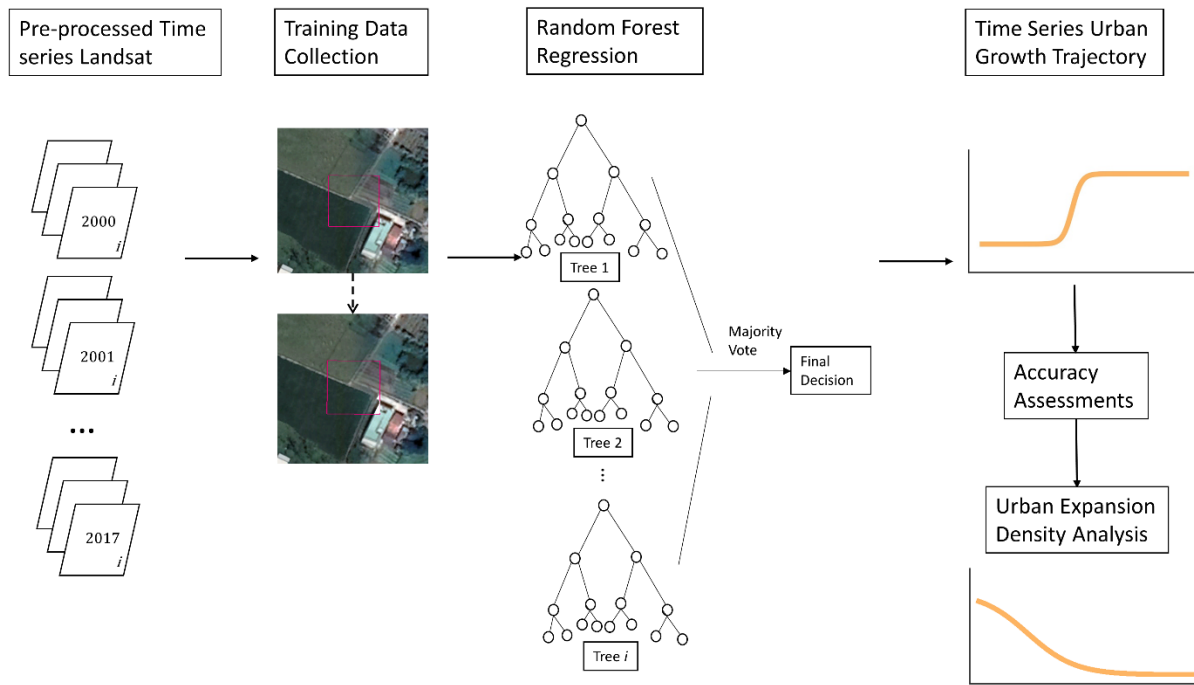 Pre-processed Time
series Landsat
Training Data
Collection
Random Forest
Regression
Time Series Urban
Growth Trajectory
2000
i
2001
i
...
2017
i
Tree 1
Tree 2
...
Tree i
Majority
Vote
Final
Decision
Accuracy
Assessments
Urban Expansion
Density Analysis